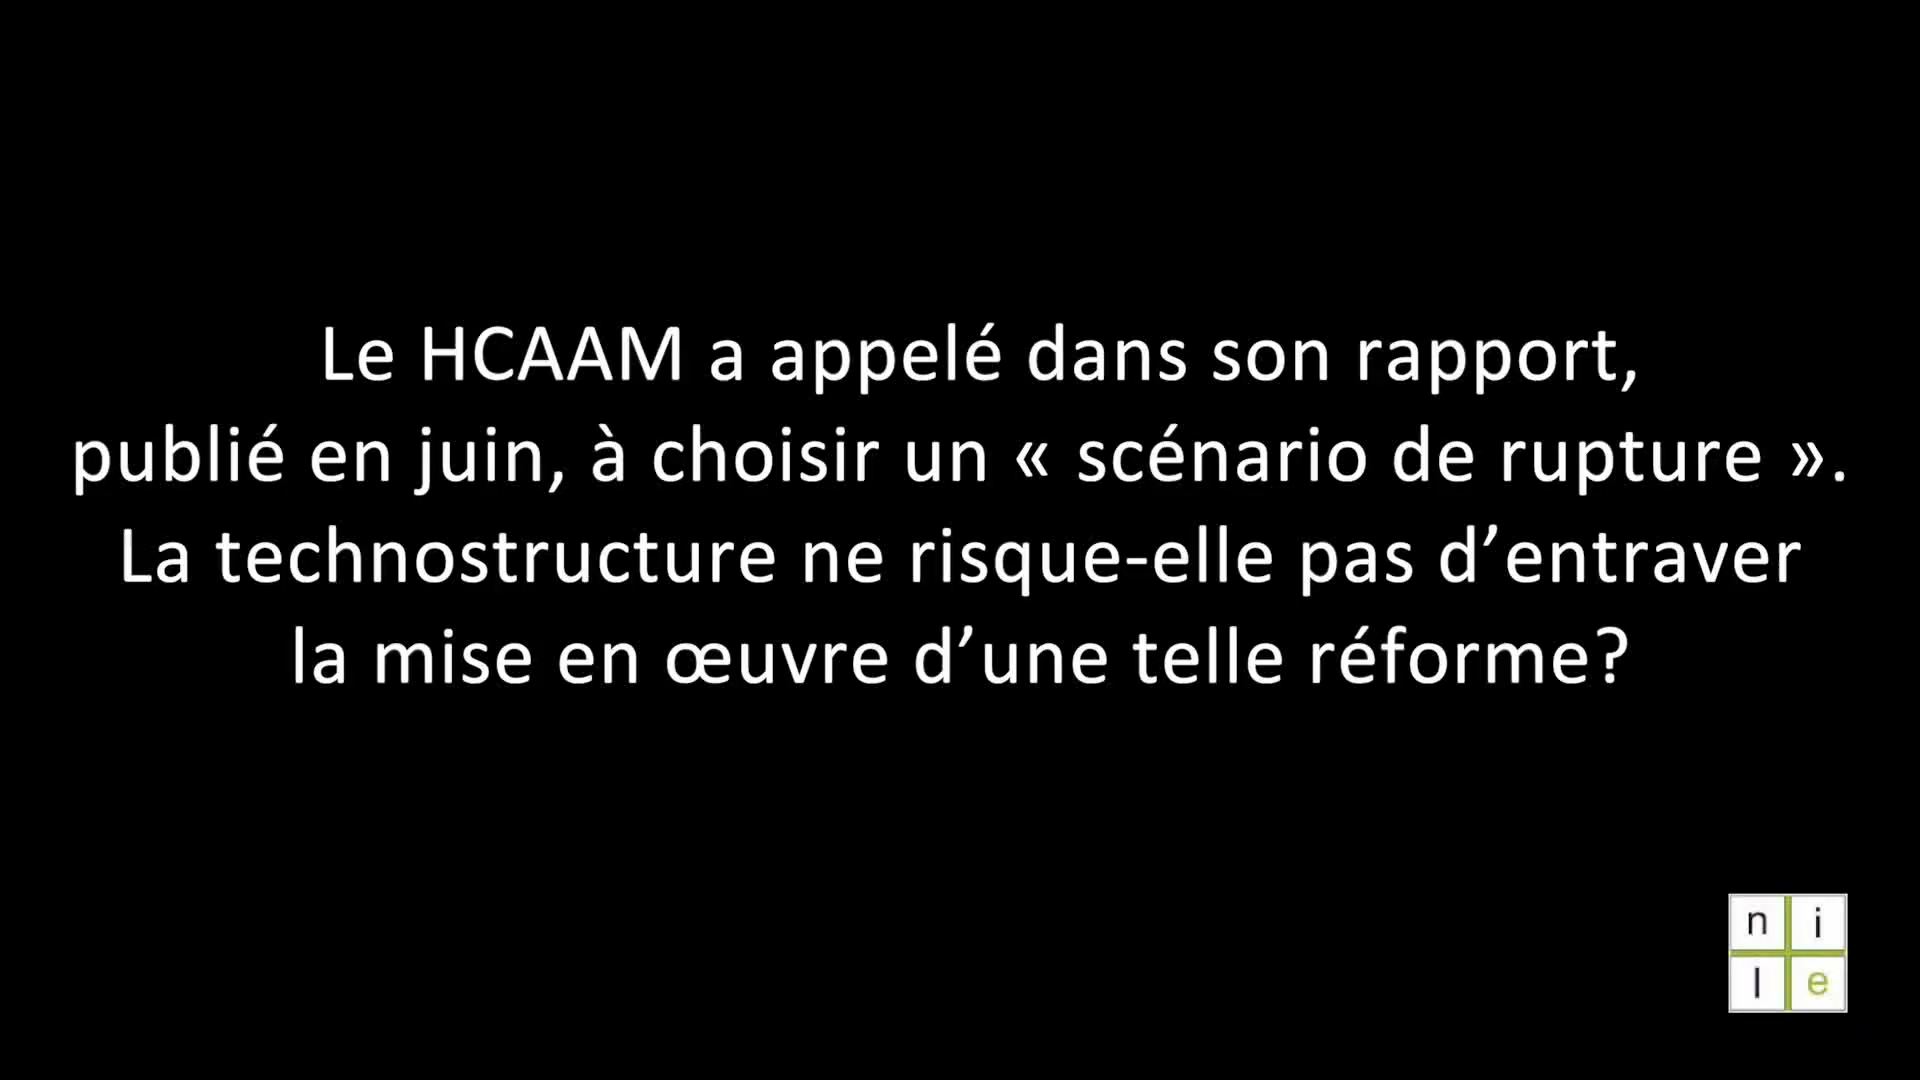 Le HCAAM a appelé dans son rapport,
publié en juin, à choisir un « scénario de rupture ».
La technostructure ne risque-elle pas d’entraver
la mise en œuvre d’une telle réforme?
n i
l e